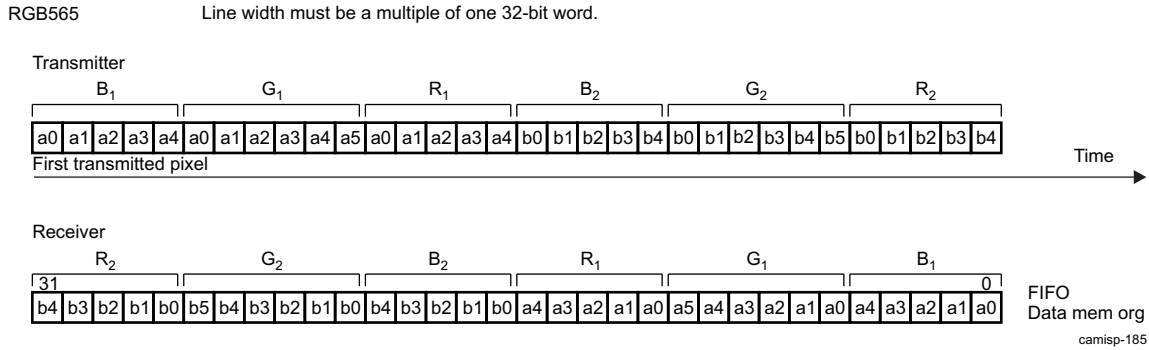 RGB565 Line width must be a multiple of one 32-bit word.
Transmitter
B1 G1 R1 B2 G2 R2
a0 a1 a2 a3 a4 a0 a1 a2 a3 a4 a5 a0 a1 a2 a3 a4 b0 b1 b2 b3 b4 b0 b1 b2 b3 b4 b5 b0 b1 b2 b3 b4
First transmitted pixel
Time
Receiver
R2 G2 B2 R1 G1 B1
31 0
b4 b3 b2 b1 b0 b5 b4 b3 b2 b1 b0 b4 b3 b2 b1 b0 a4 a3 a2 a1 a0 a5 a4 a3 a2 a1 a0 a4 a3 a2 a1 a0
FIFO
Data mem org
camisp-185